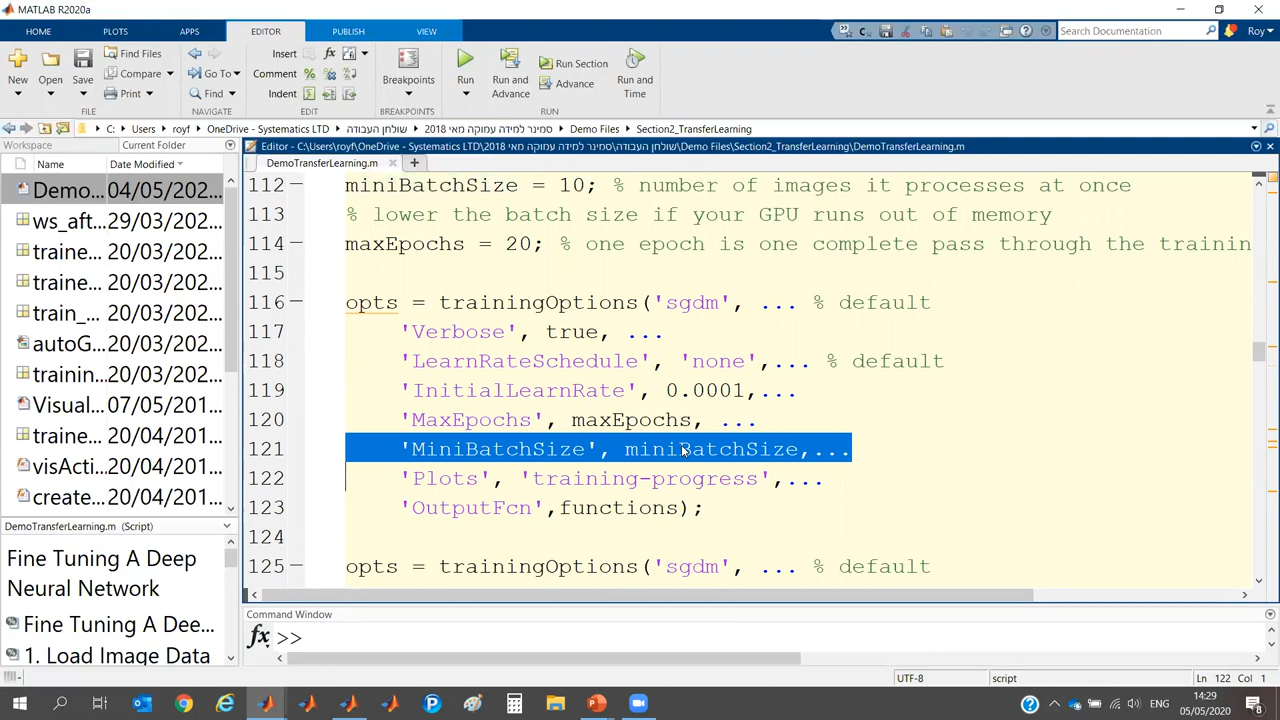 MATLAB R2020a
HOME PLOTS APPS EDITOR PUBLISH VIEW Search Documentation Roy
New Open Save Find Files Compare Print Go To Find Insert Comment Indent Breakpoints Run Run and Advance Run Section Advance Run and Time
FILE NAVIGATE EDIT BREAKPOINTS RUN
C: Users royf OneDrive - Systematics LTD שולחן העבודה סמינר למידה עמוקה מאי 2018 Demo Files Section2_TransferLearning
Workspace Current Folder
Editor - C:\Users\royf\OneDrive - Systematics LTD\שולחן העבודה\סמינר למידה עמוקה מאי 2018\Demo Files\Section2_TransferLearning\DemoTransferLearning.m
DemoTransferLearning.m
Name Date Modified
Demo... 04/05/202...
ws_aft... 29/03/202...
traine... 20/03/202...
traine... 20/03/202...
train_... 20/03/202...
autoG... 20/03/202...
trainin... 20/03/202...
Visual... 07/05/201...
traine... 20/04/201...
visActi... 20/04/201...
create... 20/04/201...
DemoTransferLearning.m (Script)
Fine Tuning A Deep
Neural Network
Fine Tuning A Dee...
1. Load Image Data
112 miniBatchSize = 10; % number of images it processes at once
113 % lower the batch size if your GPU runs out of memory
114 maxEpochs = 20; % one epoch is one complete pass through the trainin
115
116 opts = trainingOptions('sgdm', ... % default
117 'Verbose', true, ...
118 'LearnRateSchedule', 'none',... % default
119 'InitialLearnRate', 0.0001,...
120 'MaxEpochs', maxEpochs, ...
121 'MiniBatchSize', miniBatchSize,...
122 'Plots', 'training-progress',...
123 'OutputFcn',functions);
124
125 opts = trainingOptions('sgdm', ... % default
Command Window
fx >>
UTF-8 script Ln 122 Col 1
ENG 14:29
05/05/2020 8